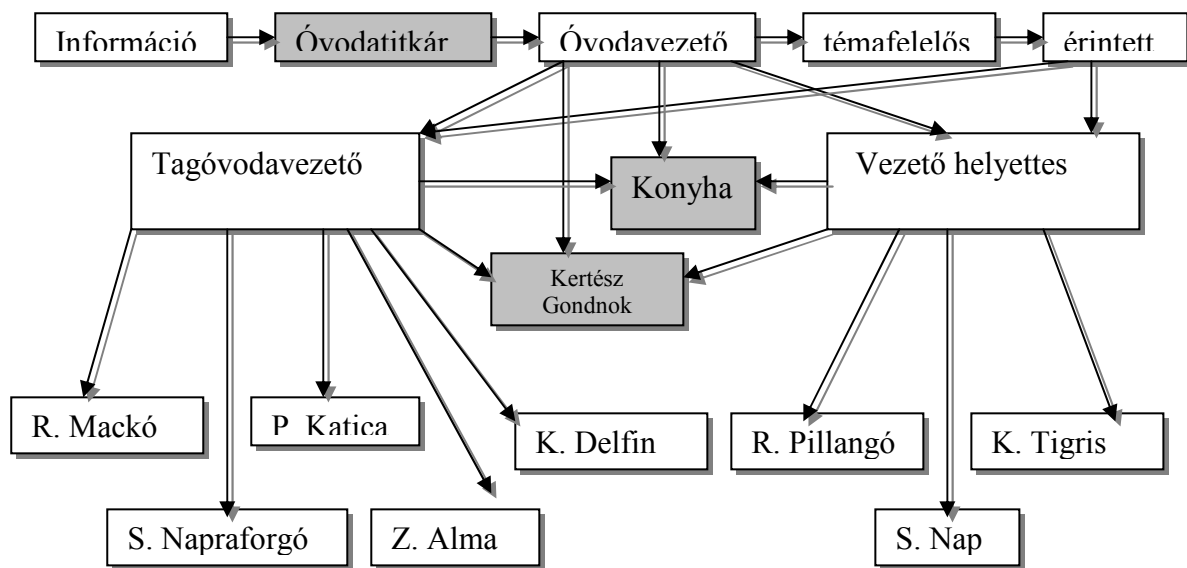 Információ
Óvodatitkár
Óvodavezető
témafelelős
érintett
Tagóvodavezető
Konyha
Vezető helyettes
Kertész
Gondnok
R. Mackó
P. Katica
K. Delfin
R. Pillangó
K. Tigris
S. Napraforgó
Z. Alma
S. Nap